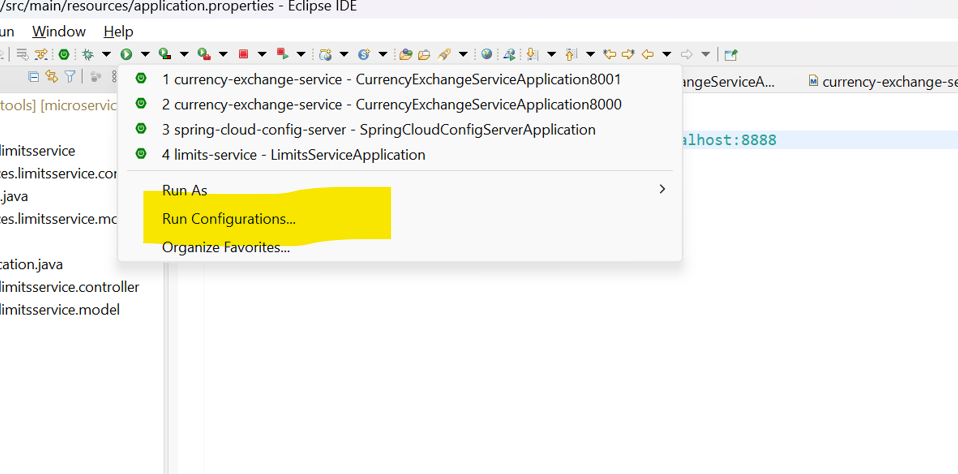 /src/main/resources/application.properties - Eclipse IDE
un Window Help
1 currency-exchange-service - CurrencyExchangeServiceApplication8001
angeServiceA...
currency-exchange-se
tools] [microservic
2 currency-exchange-service - CurrencyExchangeServiceApplication8000
3 spring-cloud-config-server - SpringCloudConfigServerApplication
alhost:8888
limitsservice
4 limits-service - LimitsServiceApplication
ces.limitsservice.cor
.java
Run As
es.limitsservice.mo
Run Configurations...
Organize Favorites...
cation.java
limitsservice.controller
limitsservice.model